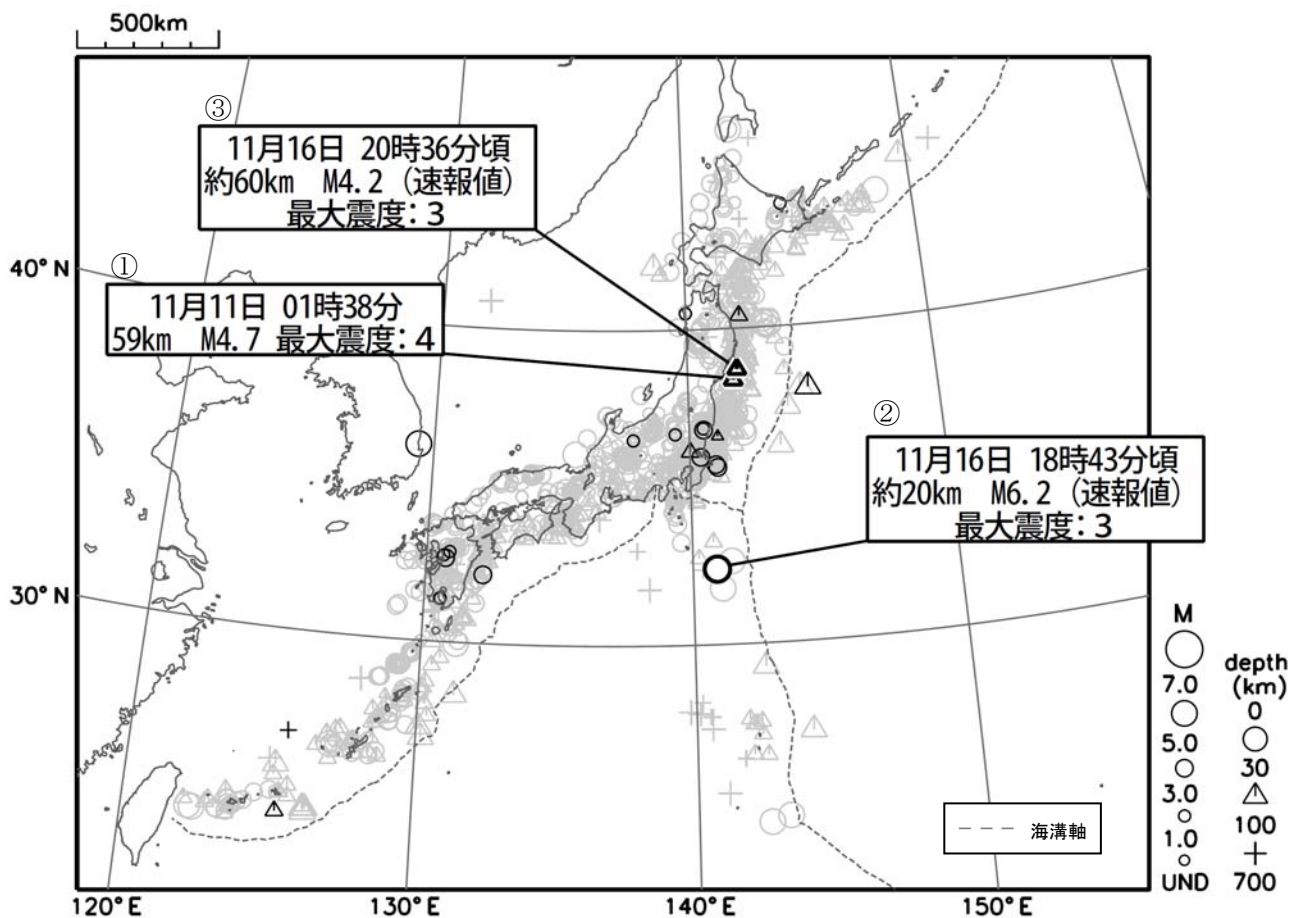 500km
③
11月16日 20時36分頃
約60km M4.2（速報値）
最大震度：3
①
11月11日 01時38分
59km M4.7 最大震度：4
②
11月16日 18時43分頃
約20km M6.2（速報値）
最大震度：3
40°N
30°N
120°E
130°E
140°E
150°E
海溝軸
M
7.0
5.0
3.0
1.0
UND
depth
(km)
0
30
100
700